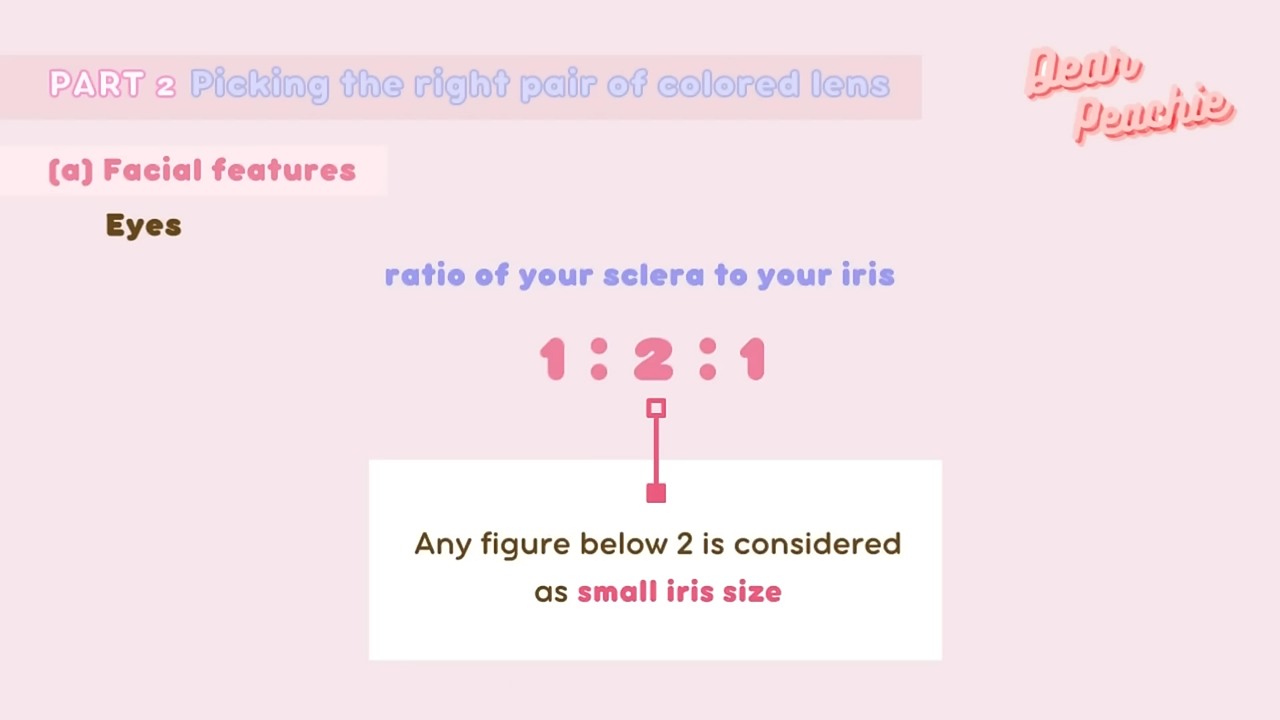 PART 2 Picking the right pair of colored lens
Dear
Peachie
(a) Facial features
Eyes
ratio of your sclera to your iris
1 : 2 : 1
Any figure below 2 is considered
as small iris size